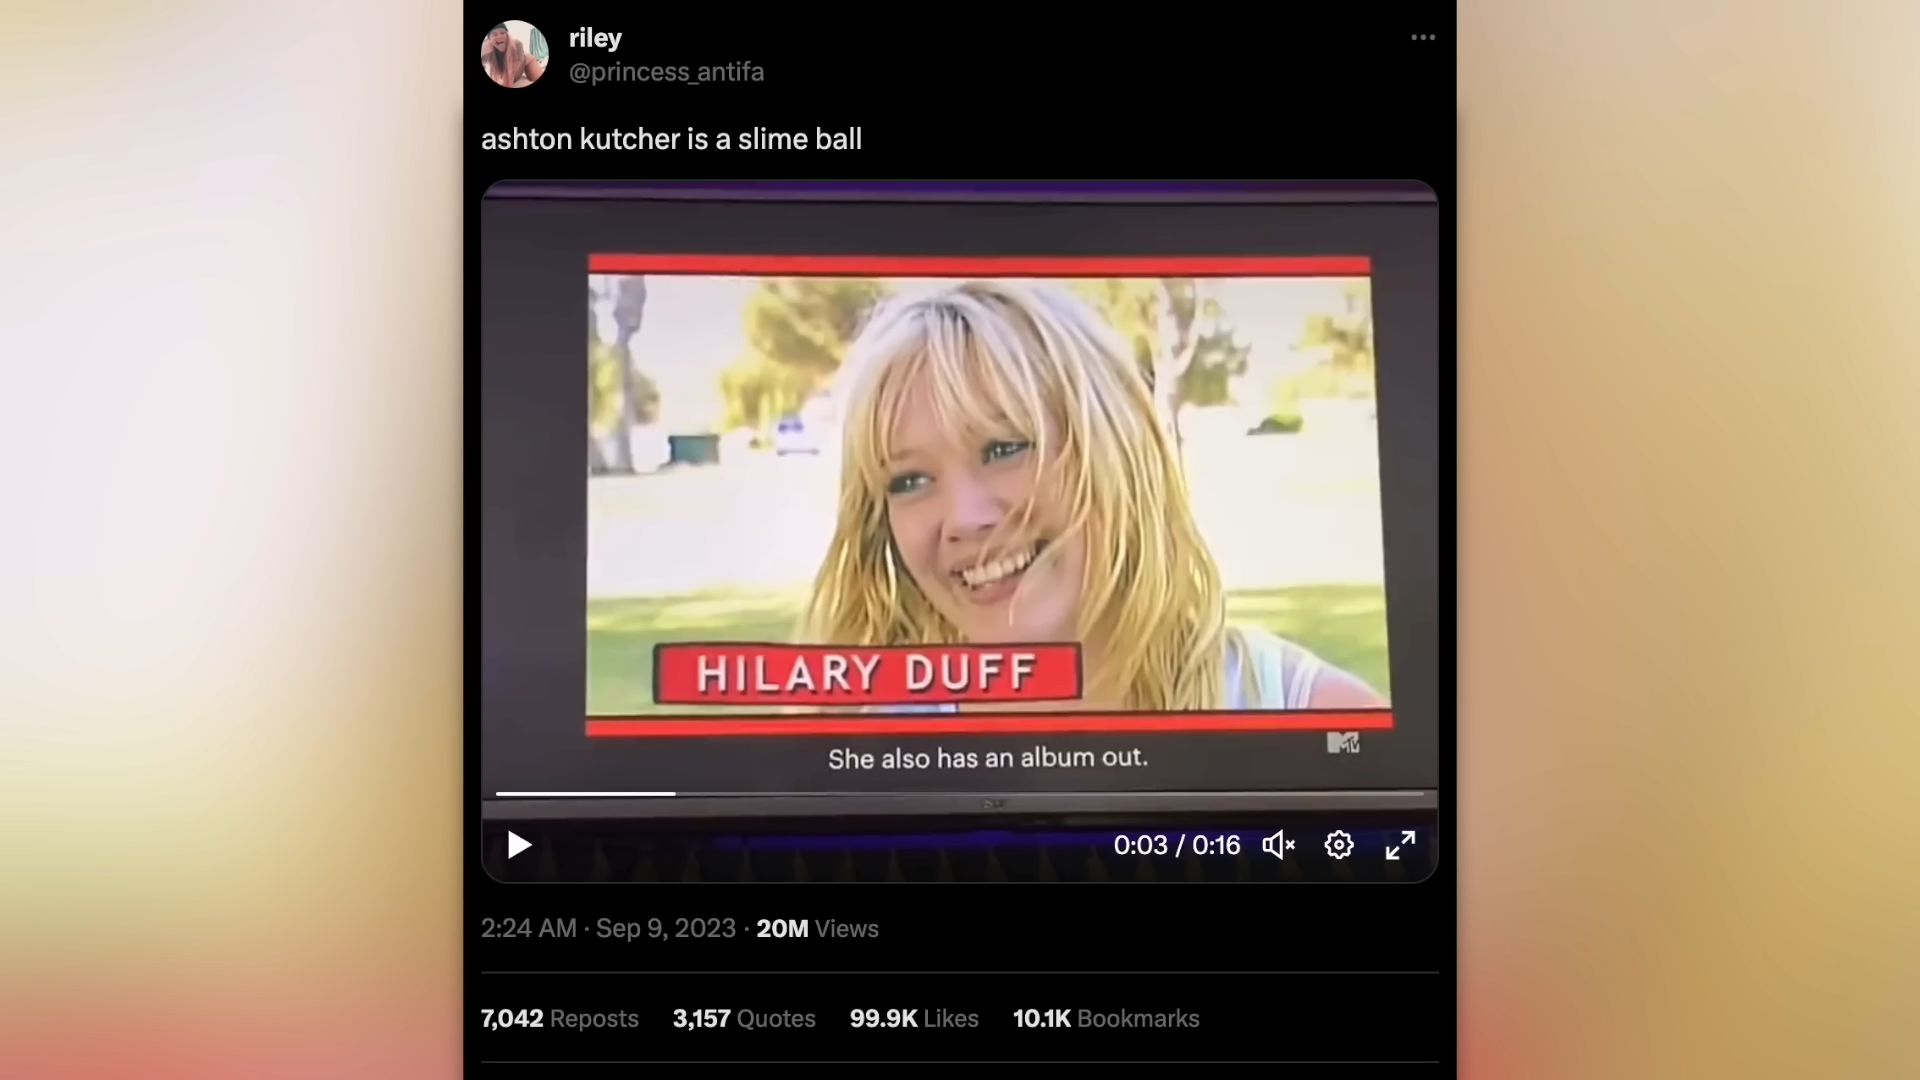 riley
@princess_antifa
ashton kutcher is a slime ball
HILARY DUFF
MTV
She also has an album out.
0:03 / 0:16
2:24 AM · Sep 9, 2023 · 20M Views
7,042 Reposts 3,157 Quotes 99.9K Likes 10.1K Bookmarks